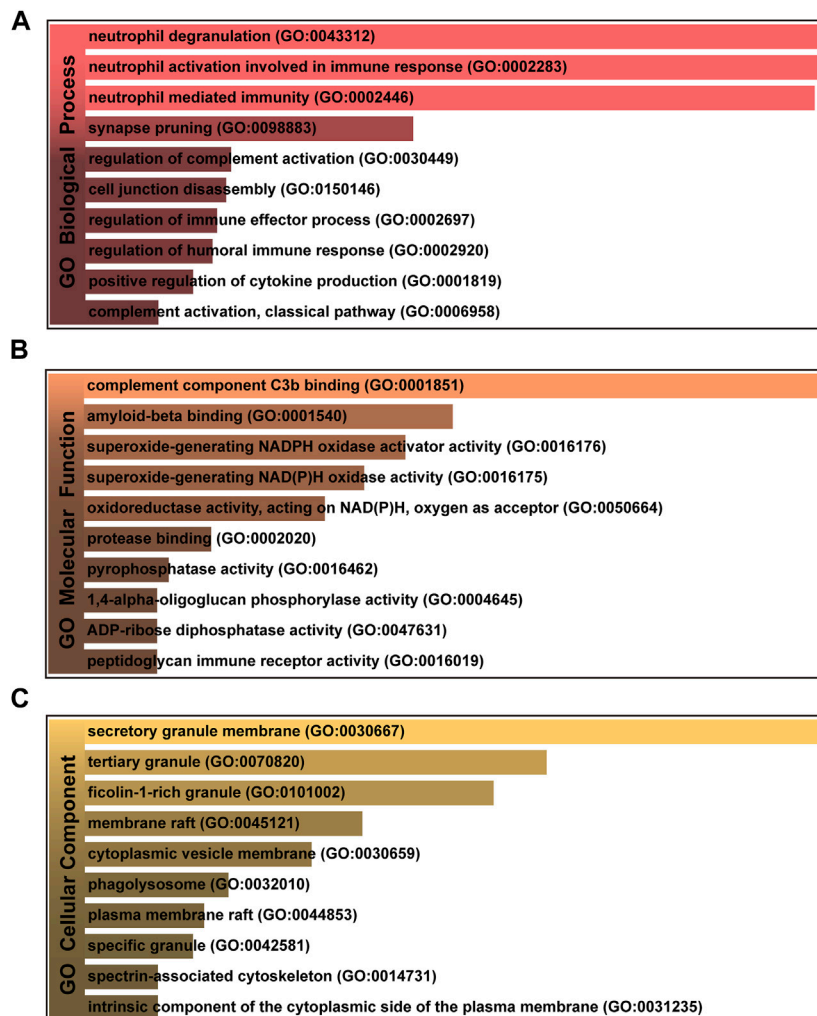 A
GO Biological Process
neutrophil degranulation (GO:0043312)
neutrophil activation involved in immune response (GO:0002283)
neutrophil mediated immunity (GO:0002446)
synapse pruning (GO:0098883)
regulation of complement activation (GO:0030449)
cell junction disassembly (GO:0150146)
regulation of immune effector process (GO:0002697)
regulation of humoral immune response (GO:0002920)
positive regulation of cytokine production (GO:0001819)
complement activation, classical pathway (GO:0006958)
B
GO Molecular Function
complement component C3b binding (GO:0001851)
amyloid-beta binding (GO:0001540)
superoxide-generating NADPH oxidase activator activity (GO:0016176)
superoxide-generating NAD(P)H oxidase activity (GO:0016175)
oxidoreductase activity, acting on NAD(P)H, oxygen as acceptor (GO:0050664)
protease binding (GO:0002020)
pyrophosphatase activity (GO:0016462)
1,4-alpha-oligoglucan phosphorylase activity (GO:0004645)
ADP-ribose diphosphatase activity (GO:0047631)
peptidoglycan immune receptor activity (GO:0016019)
C
GO Cellular Component
secretory granule membrane (GO:0030667)
tertiary granule (GO:0070820)
ficolin-1-rich granule (GO:0101002)
membrane raft (GO:0045121)
cytoplasmic vesicle membrane (GO:0030659)
phagolysosome (GO:0032010)
plasma membrane raft (GO:0044853)
specific granule (GO:0042581)
spectrin-associated cytoskeleton (GO:0014731)
intrinsic component of the cytoplasmic side of the plasma membrane (GO:0031235)